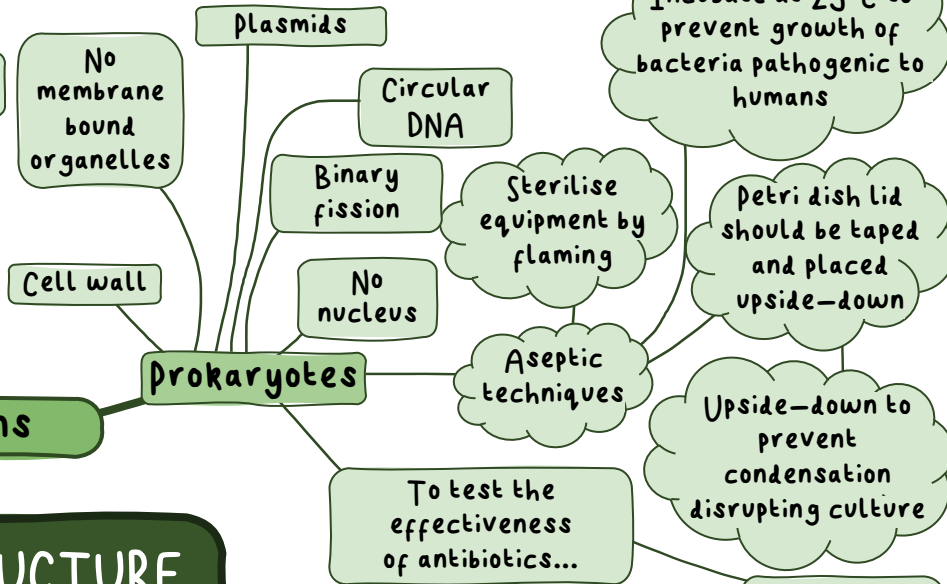 Plasmids
No
membrane
bound
organelles
Circular
DNA
Binary
fission
Cell wall
No
nucleus
Prokaryotes
Sterilise
equipment by
flaming
Aseptic
techniques
prevent growth of
bacteria pathogenic to
humans
Petri dish lid
should be taped
and placed
upside-down
Upside-down to
prevent
condensation
disrupting culture
To test the
effectiveness
of antibiotics...